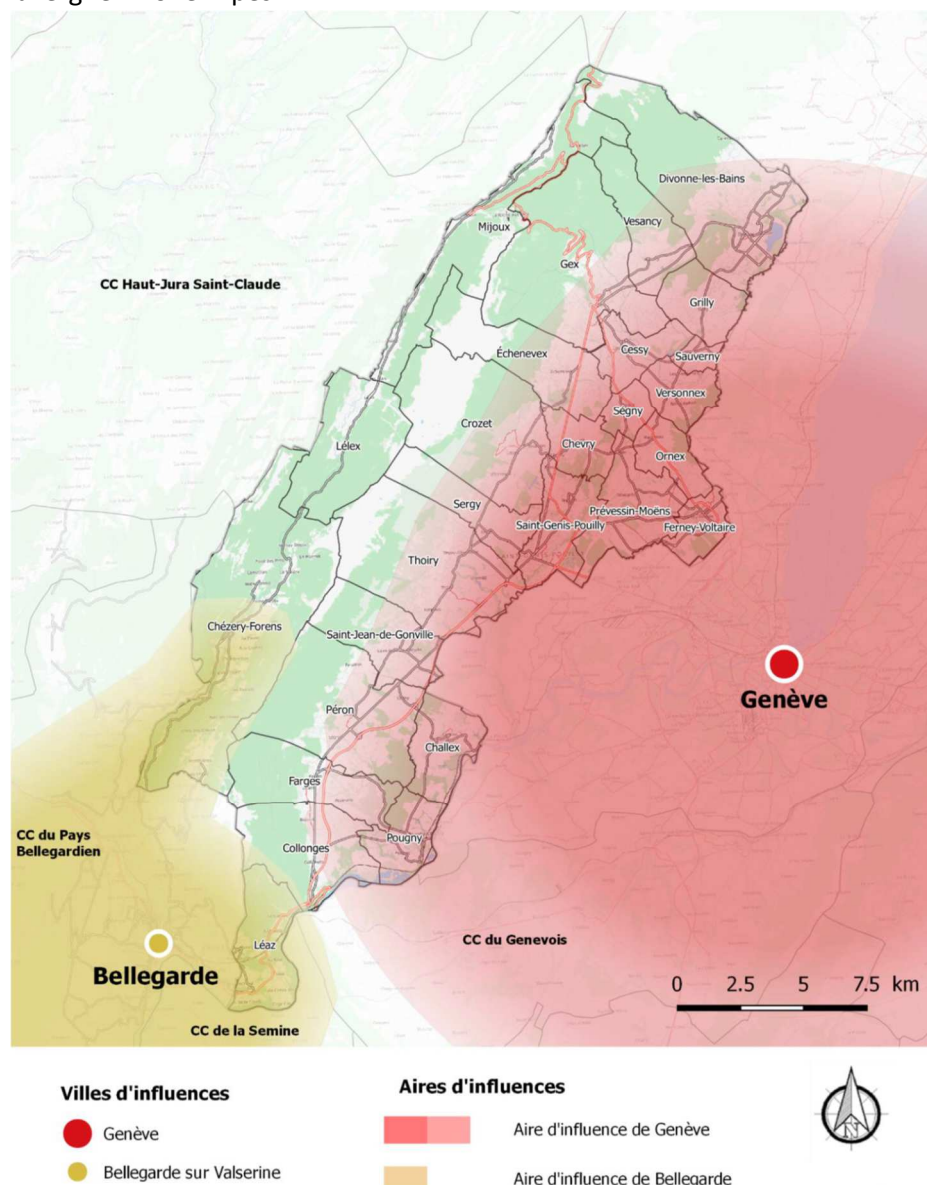 Divonne-les-Bains
Vesancy
Mijoux
Gex
CC Haut-Jura Saint-Claude
Grilly
Échenevex
Cessy
Sauverny
Versonnex
Ségny
Crozet
Lélex
Chevry
Ornex
Sergy
Prévessin-Moëns
Saint-Genis-Pouilly
Ferney-Voltaire
Thoiry
Chézery-Forens
Saint-Jean-de-Gonville
Genève
Péron
Challex
Farges
CC du Pays
Bellegardien
Pougny
Collonges
Léaz
CC du Genevois
Bellegarde
0 2.5 5 7.5 km
CC de la Semine
Villes d'influences
Genève
Bellegarde sur Valserine
Aires d'influences
Aire d'influence de Genève
Aire d'influence de Bellegarde
N